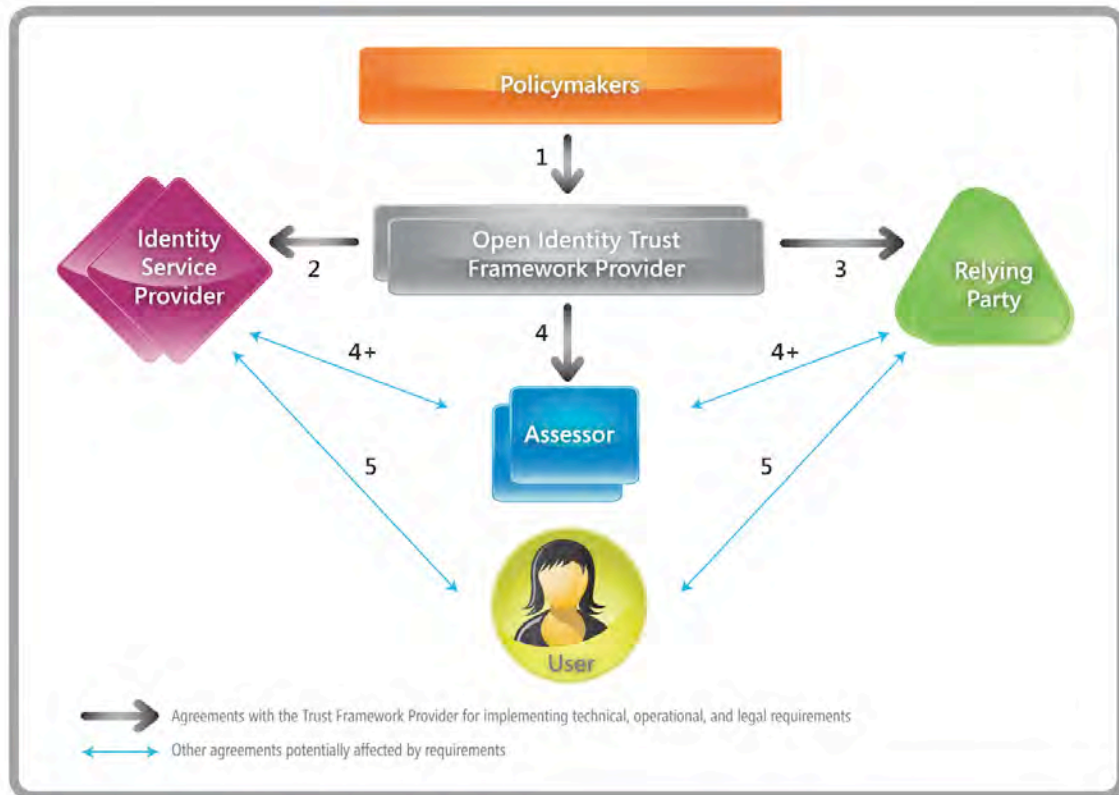 Policymakers
1
Identity
Service
Provider
2
Open Identity Trust
Framework Provider
3
Relying
Party
4
4+
4+
Assessor
5
5
User
Agreements with the Trust Framework Provider for implementing technical, operational, and legal requirements
Other agreements potentially affected by requirements